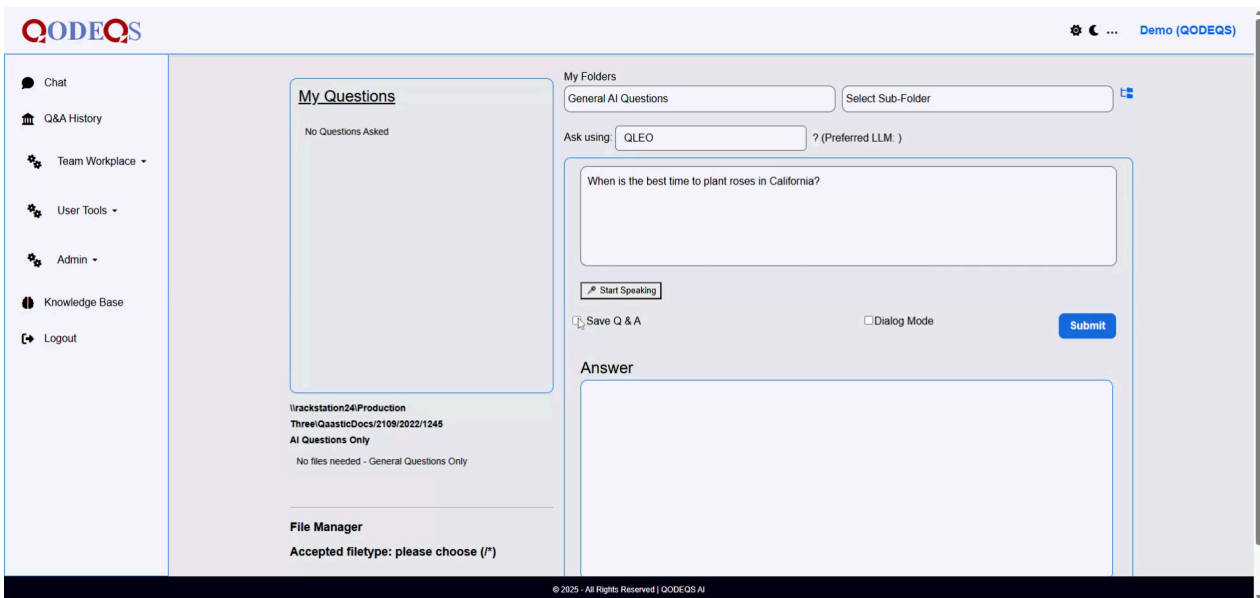 QODEQS
... Demo (QODEQS)
Chat
Q&A History
Team Workplace
User Tools
Admin
Knowledge Base
Logout
My Questions
No Questions Asked
\\rackstation24\Production
Three\QaasticDocs/2109/2022/1245
AI Questions Only
No files needed - General Questions Only
File Manager
Accepted filetype: please choose (/*)
My Folders
General AI Questions
Select Sub-Folder
Ask using: QLEO ? (Preferred LLM: )
When is the best time to plant roses in California?
Start Speaking
Save Q & A
Dialog Mode
Submit
Answer
© 2025 - All Rights Reserved | QODEQS AI